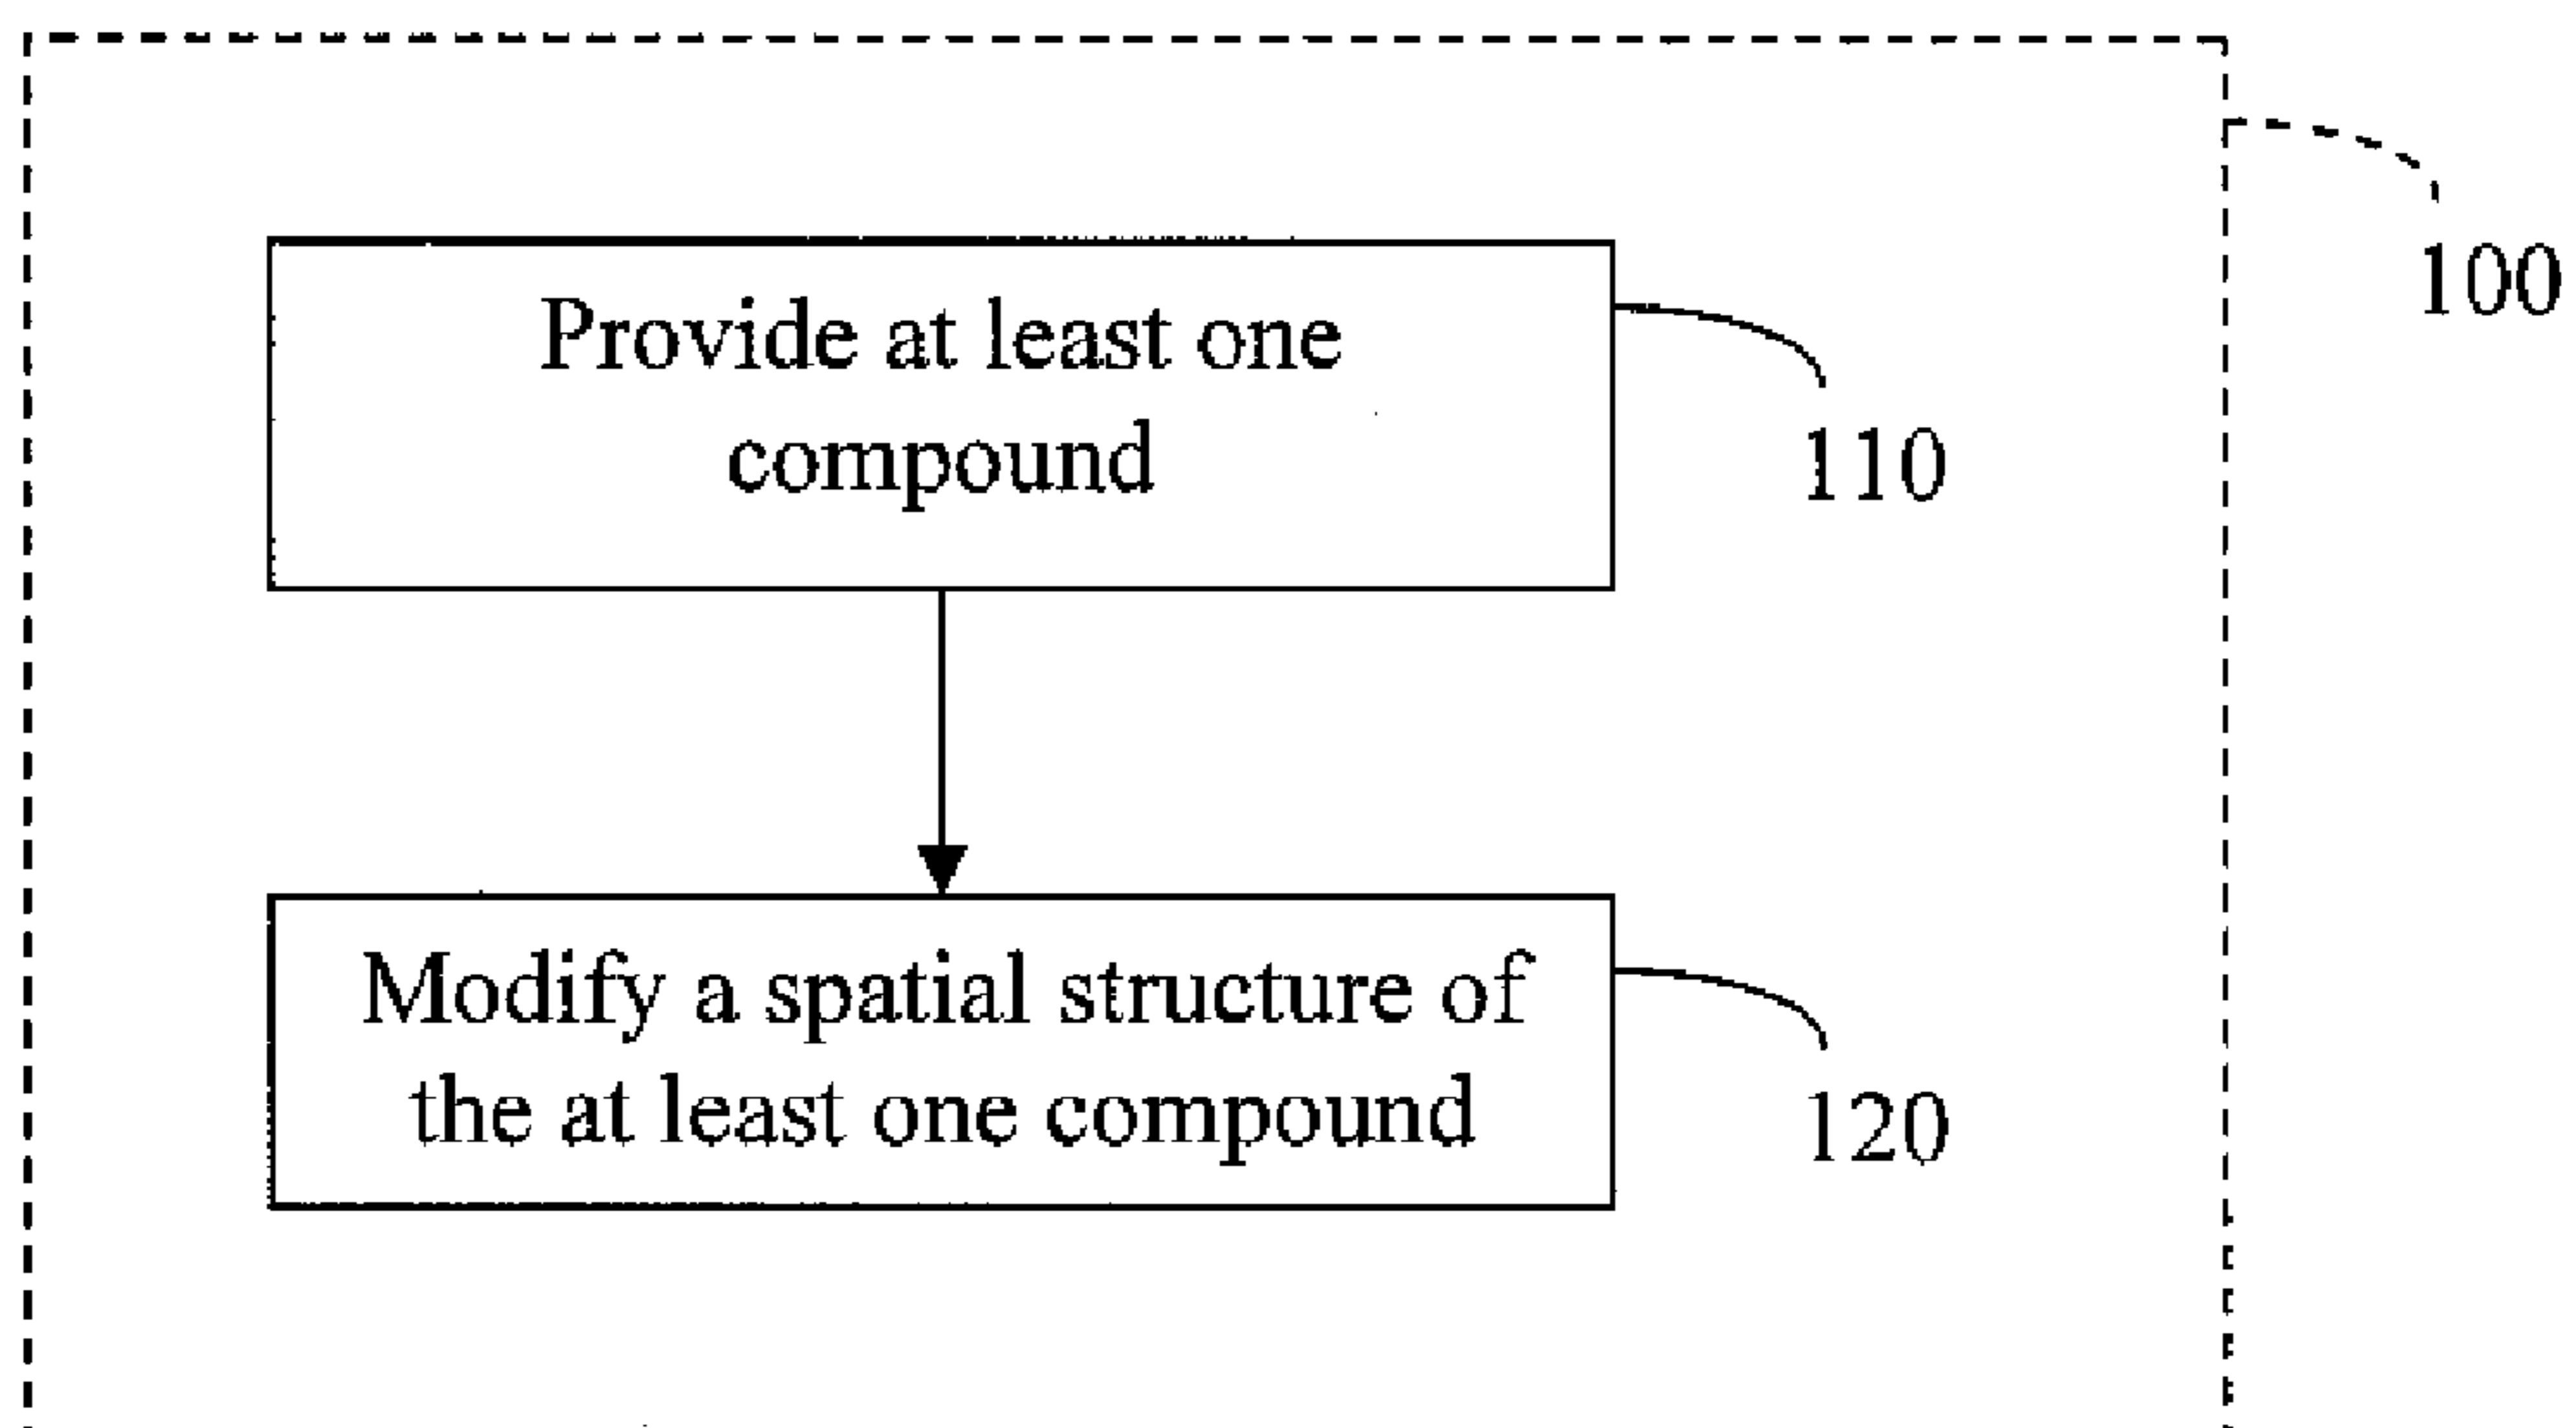 100
Provide at least one
compound
110
Modify a spatial structure of
the at least one compound
120